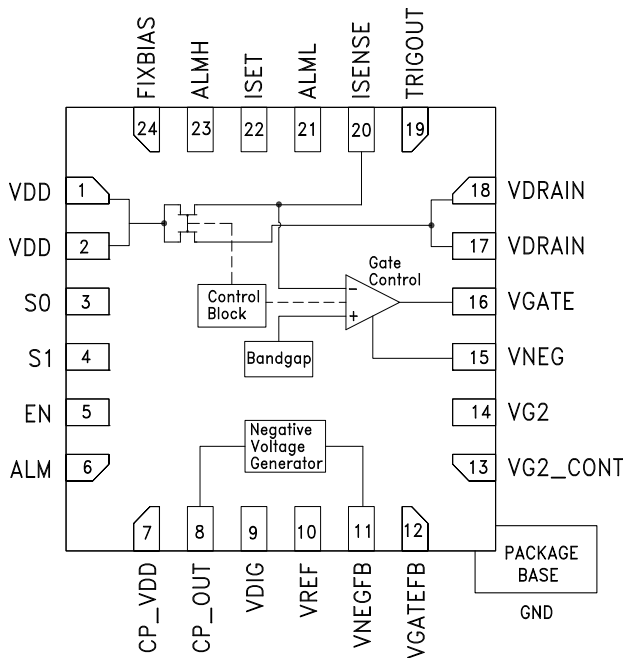 FIXBIAS
ALMH
ISET
ALML
ISENSE
TRIGOUT
24
23
22
21
20
19
VDD
1
18
VDRAIN
VDD
2
17
VDRAIN
Gate
Control
S0
3
Control
Block
−
+
16
VGATE
S1
4
Bandgap
15
VNEG
EN
5
14
VG2
Negative
Voltage
Generator
ALM
6
13
VG2_CONT
7
8
9
10
11
12
CP_VDD
CP_OUT
VDIG
VREF
VNEGFB
VGATEFB
PACKAGE
BASE
GND